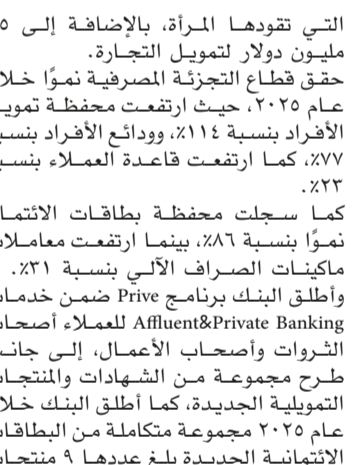 التي تقودها المرأة، بالإضافة إلى ٥
مليون دولار لتمويل التجارة.
حقق قطاع التجزئة المصرفية نموًا خلا
عام ٢٠٢٥، حيث ارتفعت محفظة تموي
الأفراد بنسبة ١١٤٪، وودائع الأفراد بنسب
٧٧٪، كما ارتفعت قاعدة العملاء بنسب
٢٣٪.
كما سجلت محفظة بطاقات الائتما
نموًا بنسبة ٨٦٪، بينما ارتفعت معاملا
ماكينات الصراف الآلي بنسبة ٣١٪.
وأطلق البنك برنامج Prive ضمن خدما
Affluent&Private Banking للعملاء أصحا
الثروات وأصحاب الأعمال، إلى جان
طرح مجموعة من الشهادات والمنتجا
التمويلية الجديدة، كما أطلق البنك خلا
عام ٢٠٢٥ مجموعة متكاملة من البطاقا
الائتمانية الجديدة بلغ عددها ٩ منتجا